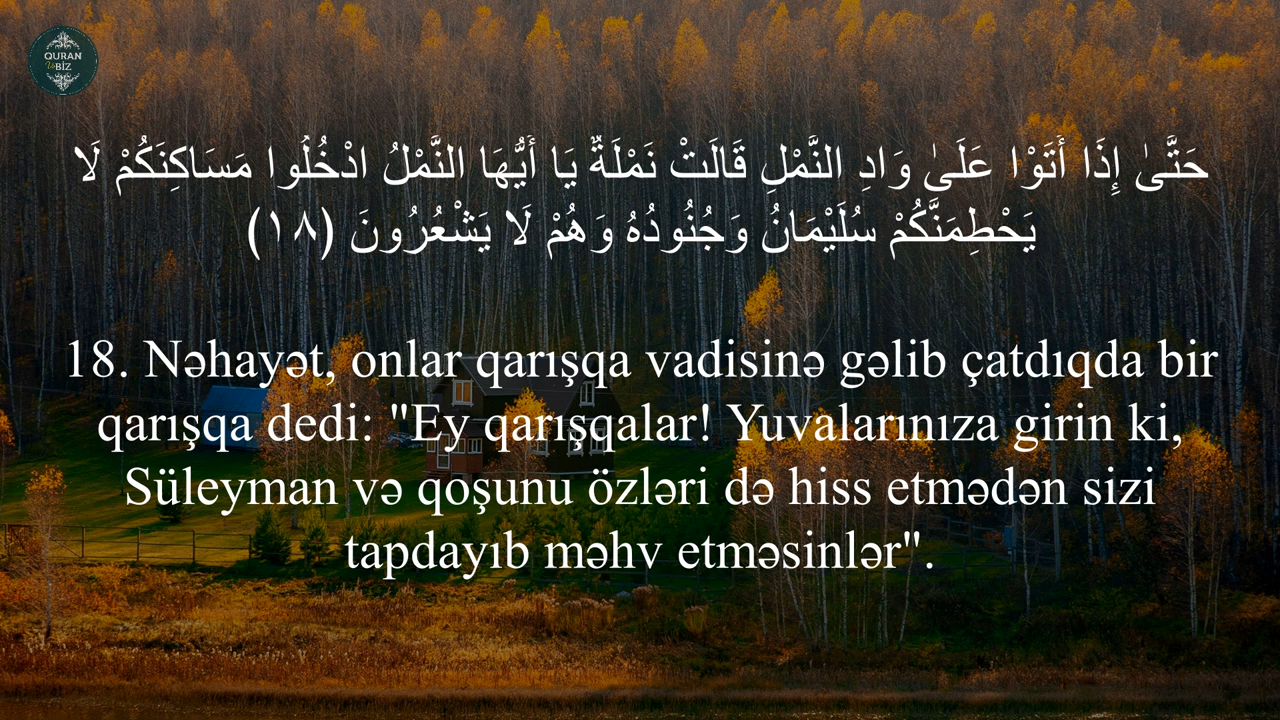 QURAN
Və BİZ
حَتَّىٰ إِذَا أَتَوْا عَلَىٰ وَادِ النَّمْلِ قَالَتْ نَمْلَةٌ يَا أَيُّهَا النَّمْلُ ادْخُلُوا مَسَاكِنَكُمْ لَا
يَحْطِمَنَّكُمْ سُلَيْمَانُ وَجُنُودُهُ وَهُمْ لَا يَشْعُرُونَ (١٨)
18. Nəhayət, onlar qarışqa vadisinə gəlib çatdıqda bir
qarışqa dedi: "Ey qarışqalar! Yuvalarınıza girin ki,
Süleyman və qoşunu özləri də hiss etmədən sizi
tapdayıb məhv etməsinlər".